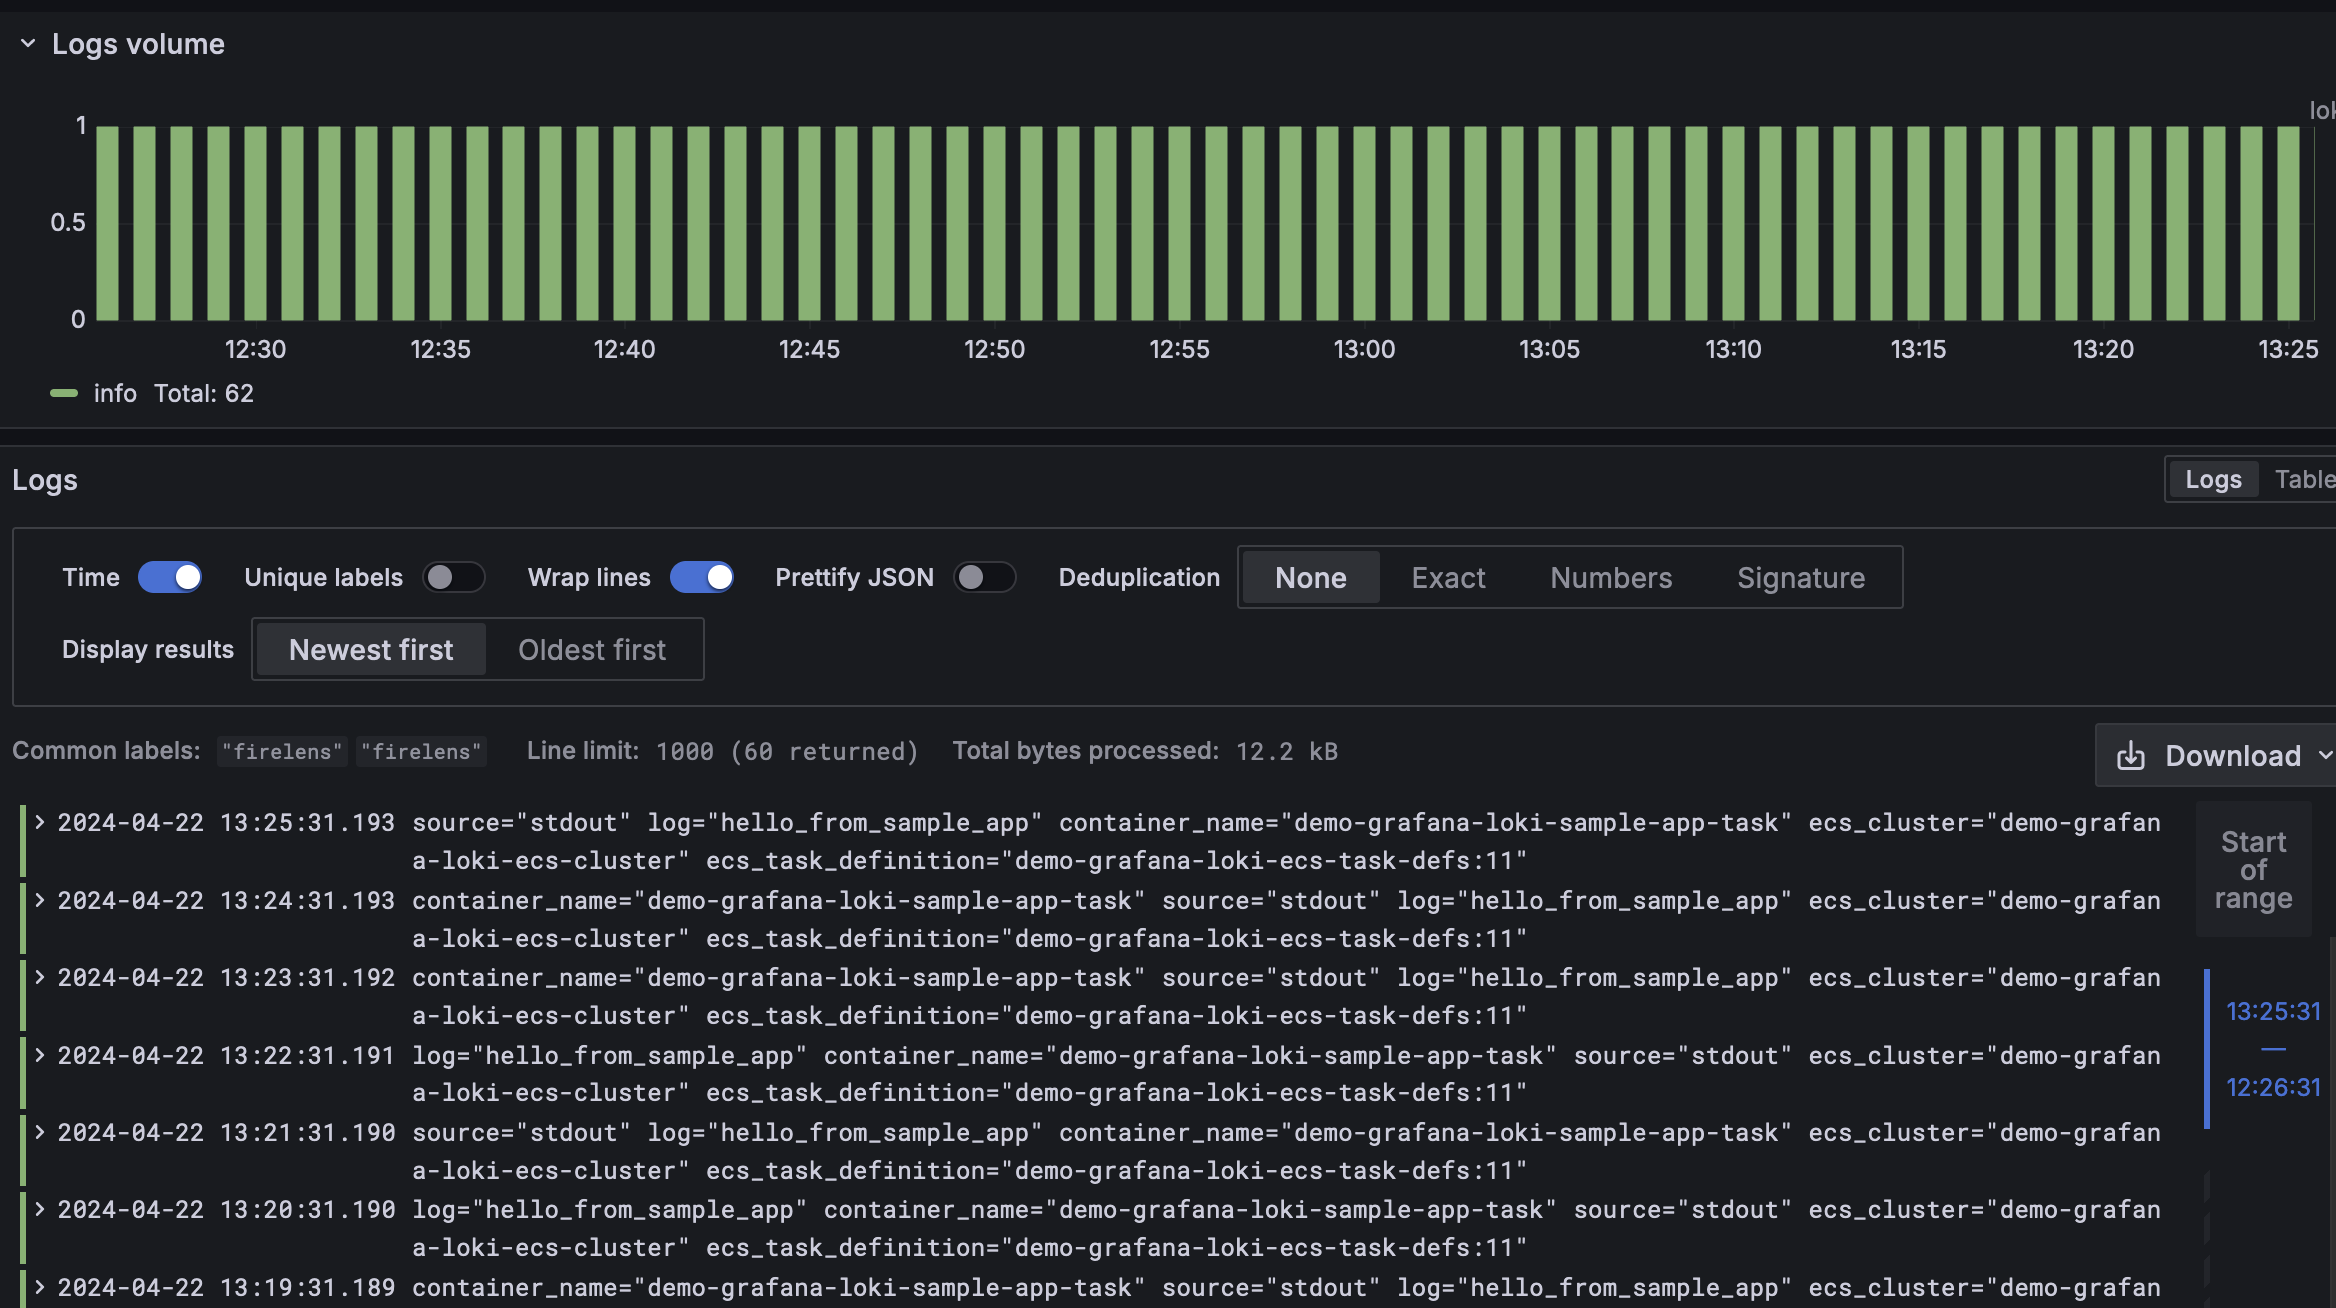 Logs volume
lok
1
0.5
0
12:30 12:35 12:40 12:45 12:50 12:55 13:00 13:05 13:10 13:15 13:20 13:25
info Total: 62
Logs
Logs Table
Time Unique labels Wrap lines Prettify JSON Deduplication None Exact Numbers Signature
Display results Newest first Oldest first
Common labels: "firelens" "firelens" Line limit: 1000 (60 returned) Total bytes processed: 12.2 kB
Download
2024-04-22 13:25:31.193 source="stdout" log="hello_from_sample_app" container_name="demo-grafana-loki-sample-app-task" ecs_cluster="demo-grafan
a-loki-ecs-cluster" ecs_task_definition="demo-grafana-loki-ecs-task-defs:11"
2024-04-22 13:24:31.193 container_name="demo-grafana-loki-sample-app-task" source="stdout" log="hello_from_sample_app" ecs_cluster="demo-grafan
a-loki-ecs-cluster" ecs_task_definition="demo-grafana-loki-ecs-task-defs:11"
2024-04-22 13:23:31.192 container_name="demo-grafana-loki-sample-app-task" source="stdout" log="hello_from_sample_app" ecs_cluster="demo-grafan
a-loki-ecs-cluster" ecs_task_definition="demo-grafana-loki-ecs-task-defs:11"
2024-04-22 13:22:31.191 log="hello_from_sample_app" container_name="demo-grafana-loki-sample-app-task" source="stdout" ecs_cluster="demo-grafan
a-loki-ecs-cluster" ecs_task_definition="demo-grafana-loki-ecs-task-defs:11"
2024-04-22 13:21:31.190 source="stdout" log="hello_from_sample_app" container_name="demo-grafana-loki-sample-app-task" ecs_cluster="demo-grafan
a-loki-ecs-cluster" ecs_task_definition="demo-grafana-loki-ecs-task-defs:11"
2024-04-22 13:20:31.190 log="hello_from_sample_app" container_name="demo-grafana-loki-sample-app-task" source="stdout" ecs_cluster="demo-grafan
a-loki-ecs-cluster" ecs_task_definition="demo-grafana-loki-ecs-task-defs:11"
2024-04-22 13:19:31.189 container_name="demo-grafana-loki-sample-app-task" source="stdout" log="hello_from_sample_app" ecs_cluster="demo-grafan
Start
of
range
13:25:31
—
12:26:31